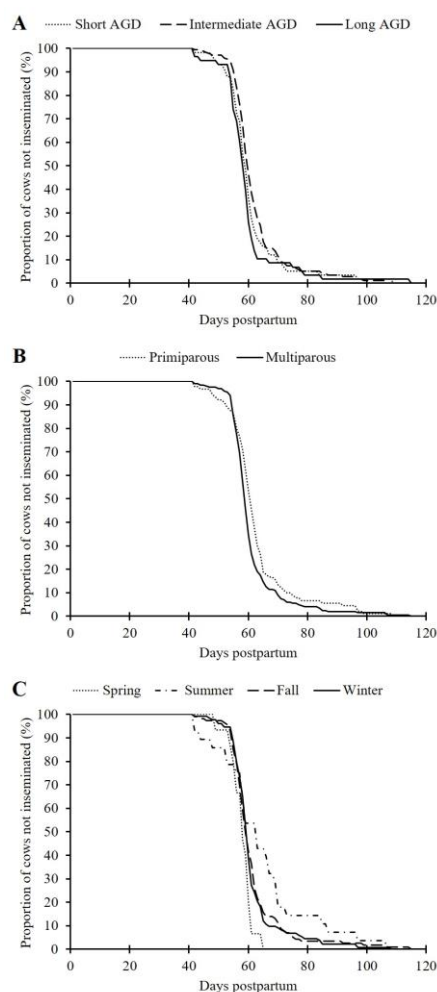 A
Short AGD Intermediate AGD Long AGD
Proportion of cows not inseminated (%)
100
90
80
70
60
50
40
30
20
10
0
0 20 40 60 80 100 120
Days postpartum
B
Primiparous Multiparous
Proportion of cows not inseminated (%)
100
90
80
70
60
50
40
30
20
10
0
0 20 40 60 80 100 120
Days postpartum
C
Spring Summer Fall Winter
Proportion of cows not inseminated (%)
100
90
80
70
60
50
40
30
20
10
0
0 20 40 60 80 100 120
Days postpartum